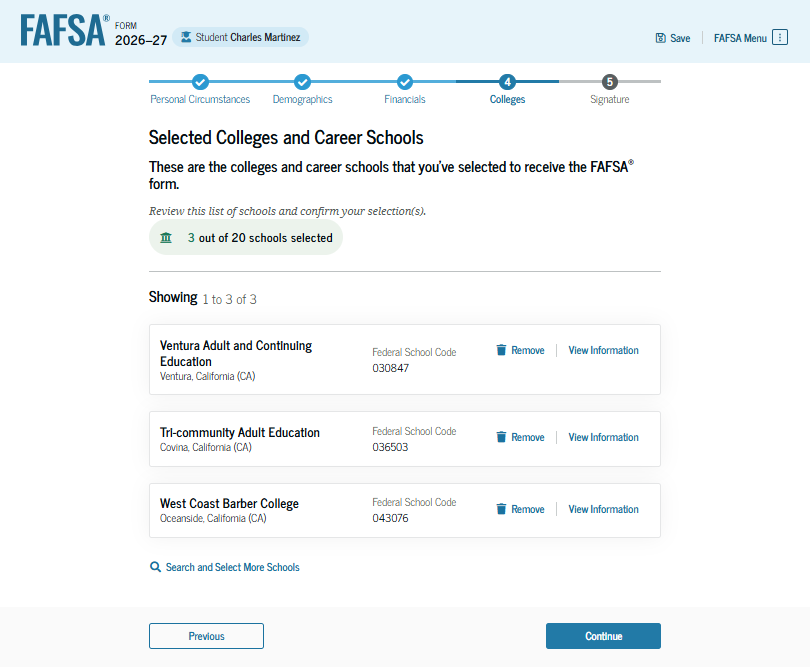 FAFSA®
FORM
2026–27
Student Charles Martinez
Save
FAFSA Menu
Personal Circumstances
Demographics
Financials
4
Colleges
5
Signature
Selected Colleges and Career Schools
These are the colleges and career schools that you've selected to receive the FAFSA®
form.
Review this list of schools and confirm your selection(s).
3 out of 20 schools selected
Showing 1 to 3 of 3
Ventura Adult and Continuing
Education
Ventura, California (CA)
Federal School Code
030847
Remove
View Information
Tri-community Adult Education
Covina, California (CA)
Federal School Code
036503
Remove
View Information
West Coast Barber College
Oceanside, California (CA)
Federal School Code
043076
Remove
View Information
Search and Select More Schools
Previous
Continue